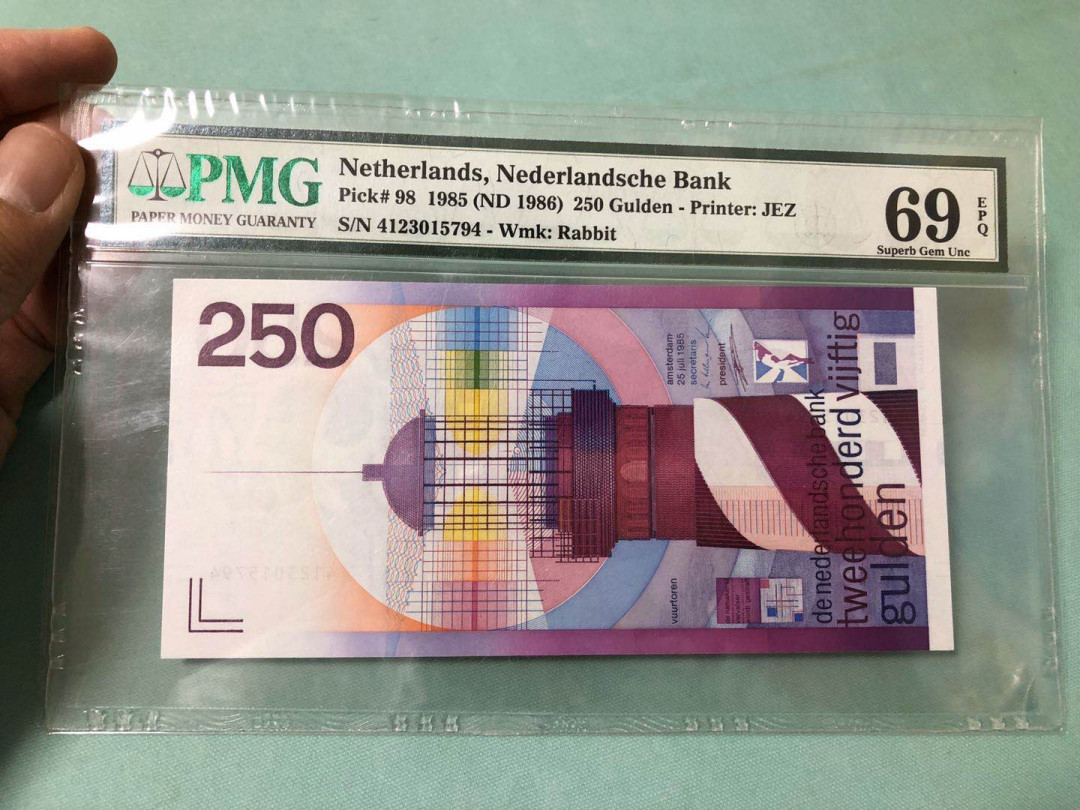 PMG
PAPER MONEY GUARANTY
Netherlands, Nederlandsche Bank
Pick# 98 1985 (ND 1986) 250 Gulden - Printer: JEZ
S/N 4123015794 - Wmk: Rabbit
69
EPQ
Superb Gem Unc
250
amsterdam
25 juli 1985
secretaris
president
vuurtoren
de nederlandsche bank
tweehonderd vijftig
gulden
4123015794